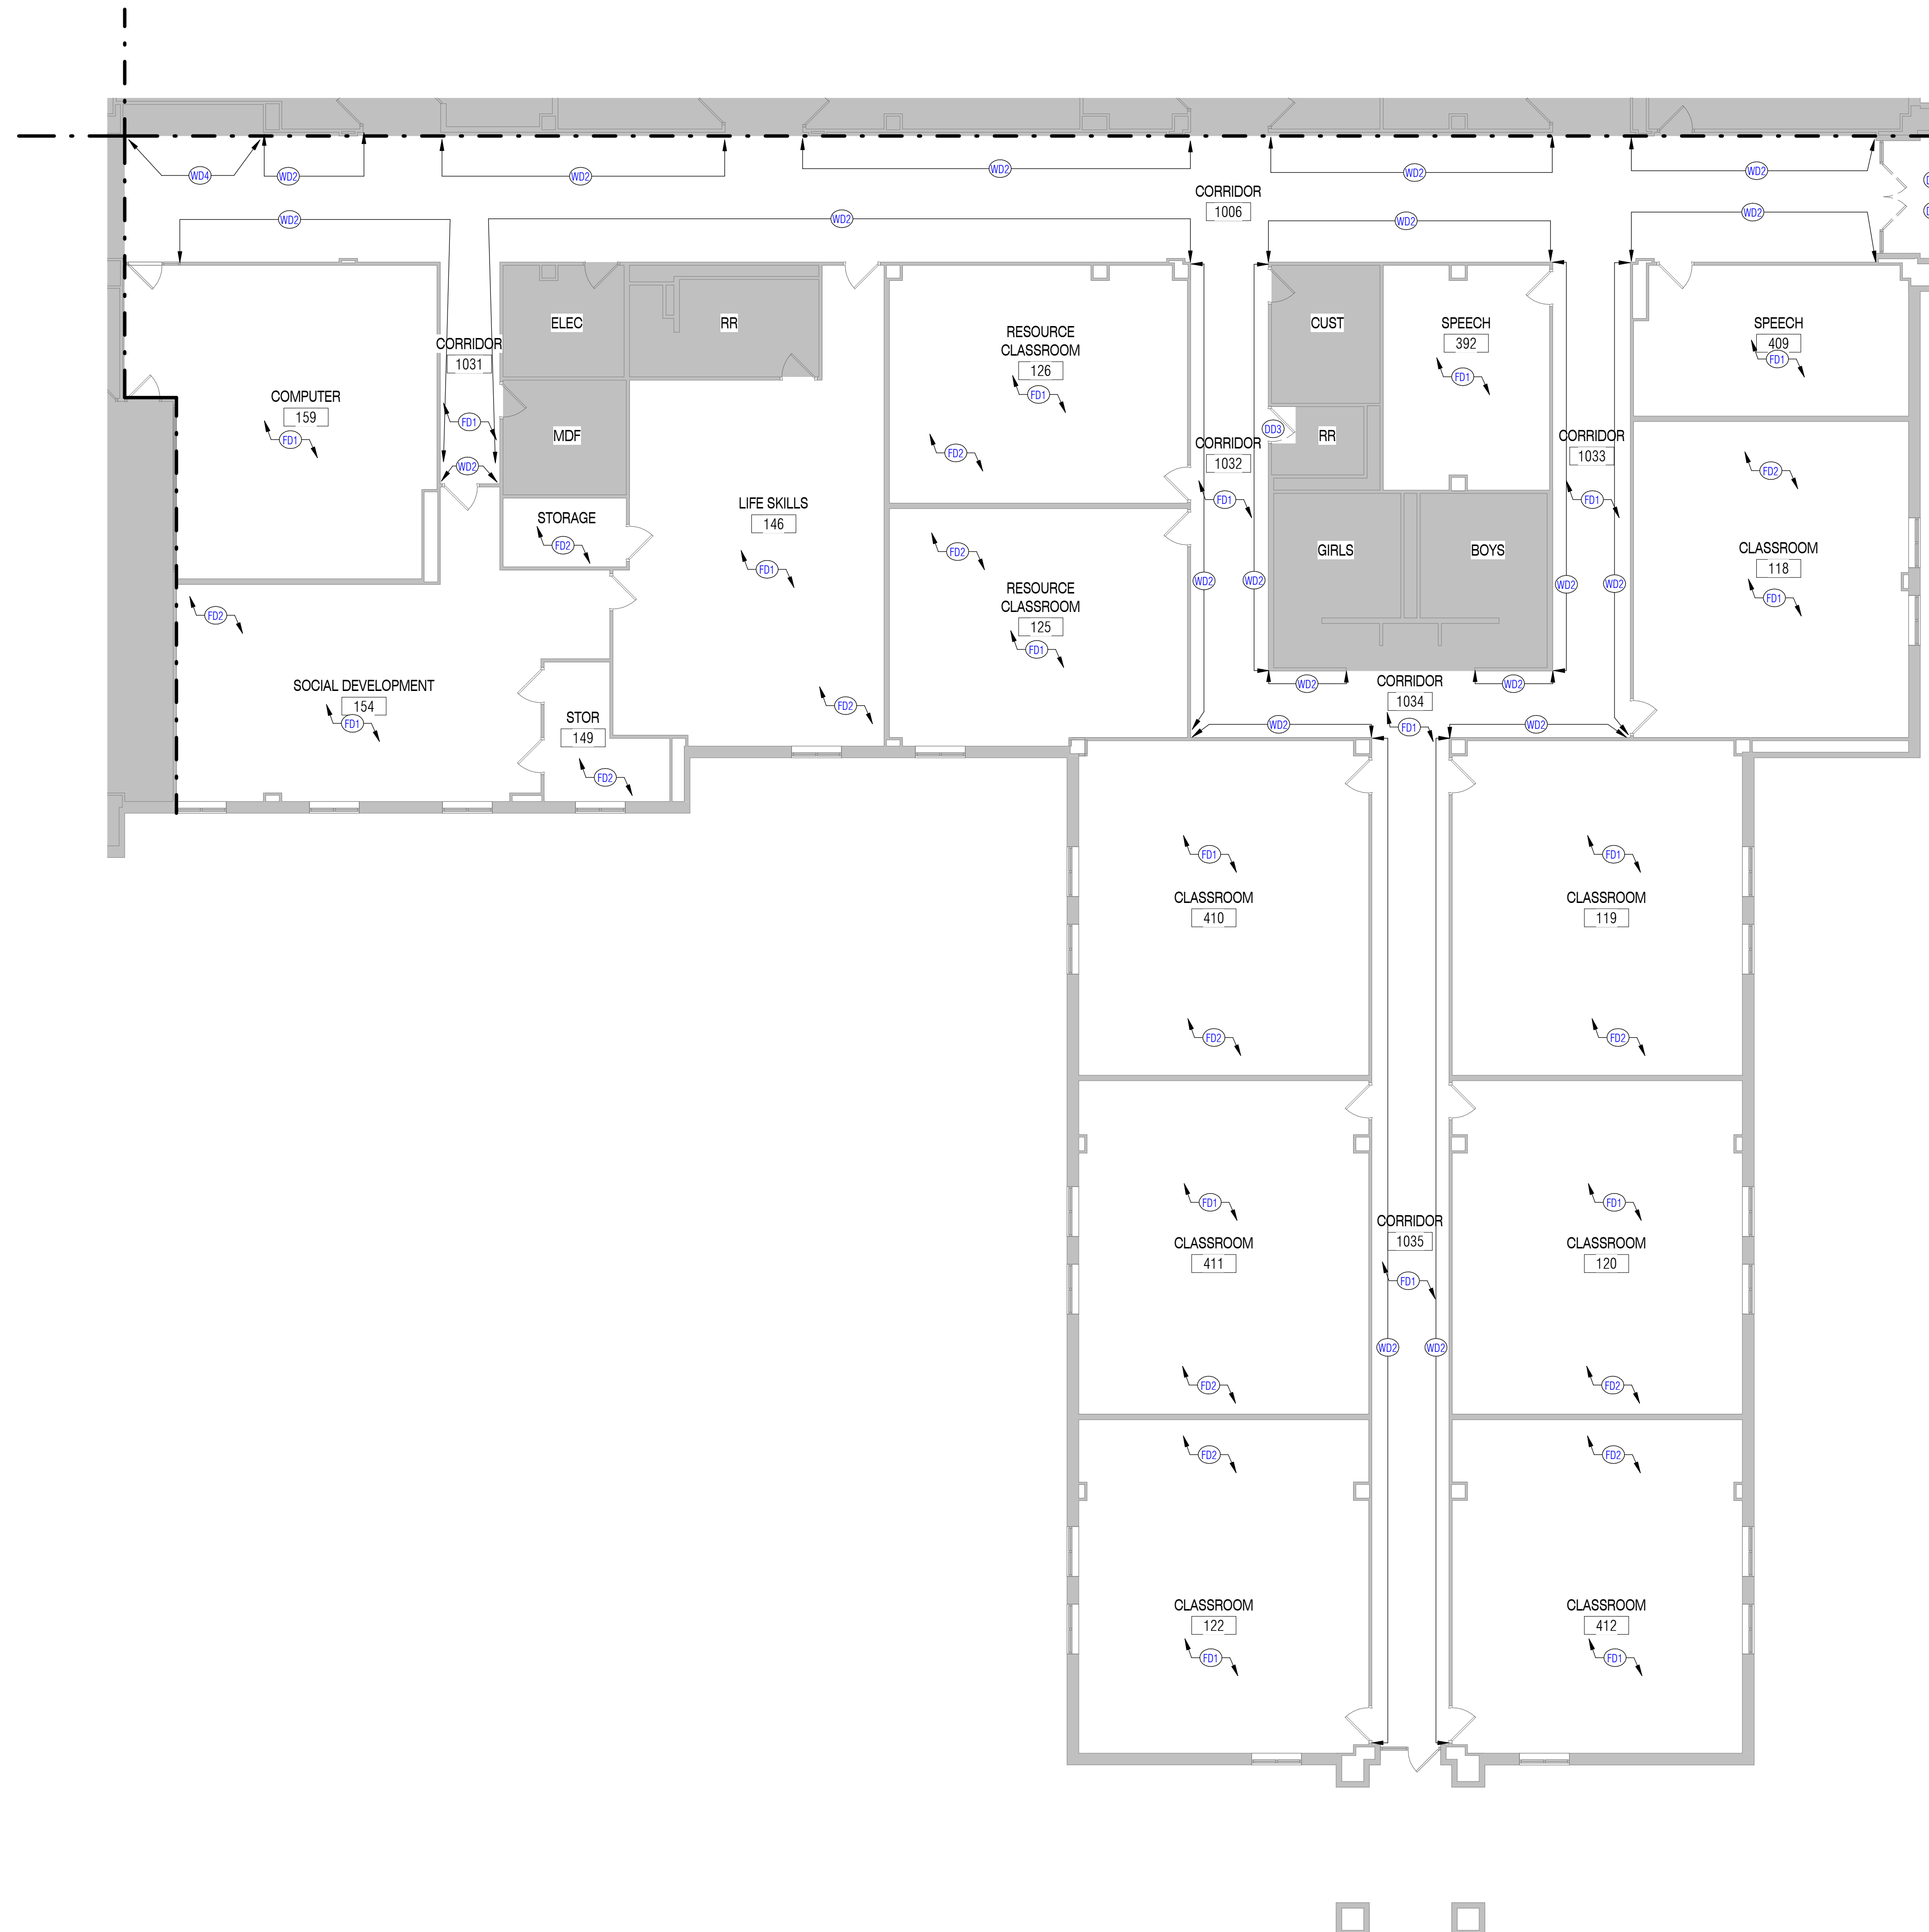 WD4
WD2
WD2
WD2
WD2
WD2
CORRIDOR
1006
WD2
WD2
WD2
WD2
ELEC
RR
CUST
SPEECH
392
FD1
SPEECH
409
FD1
CORRIDOR
1031
FD1
RESOURCE
CLASSROOM
126
FD1
FD2
COMPUTER
159
FD1
MDF
WD2
DD3
RR
CORRIDOR
1032
FD1
CORRIDOR
1033
FD1
FD2
CLASSROOM
118
FD1
STORAGE
FD2
LIFE SKILLS
146
FD1
FD2
FD2
RESOURCE
CLASSROOM
125
FD1
GIRLS
BOYS
WD2
WD2
WD2
WD2
FD2
SOCIAL DEVELOPMENT
154
FD1
STOR
149
FD2
WD2
WD2
CORRIDOR
1034
FD1
WD2
WD2
FD1
CLASSROOM
410
FD2
FD1
CLASSROOM
119
FD2
FD1
CLASSROOM
411
FD2
CORRIDOR
1035
FD1
WD2
WD2
FD1
CLASSROOM
120
FD2
FD2
CLASSROOM
122
FD1
FD2
CLASSROOM
412
FD1